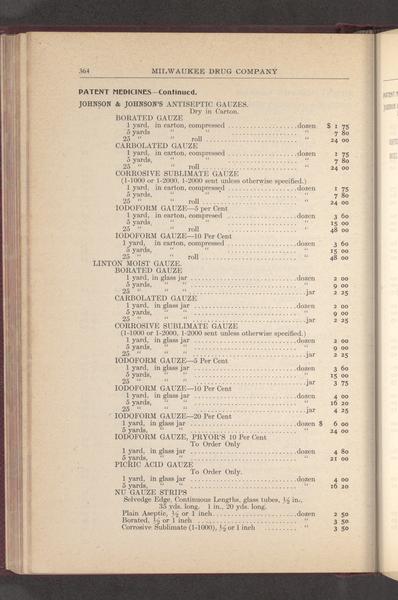 364 MILWAUKEE DRUG COMPANY
PATENT MEDICINES—Continued.
JOHNSON & JOHNSON'S ANTISEPTIC GAUZES.
Dry in Carton.
BORATED GAUZE
1 yard, in carton, compressed dozen $ 1 75
5 yards " " " 7 80
25 " " roll " 24 00
CARBOLATED GAUZE
1 yard, in carton, compressed dozen 1 75
5 yards, " " " 7 80
25 " " roll " 24 00
CORROSIVE SUBLIMATE GAUZE
(1-1000 or 1-2000, 1-2000 sent unless otherwise specified.)
1 yard, in carton, compressed dozen 1 75
5 yards, " " " 7 80
25 " " roll " 24 00
IODOFORM GAUZE—5 per Cent
1 yard, in carton, compresed dozen 3 60
5 yards, " " " 15 00
25 " " roll " 48 00
IODOFORM GAUZE—10 Per Cent
1 yard, in carton, compressed dozen 3 60
5 yards, " " " 15 00
25 " " roll " 48 00
LINTON MOIST GAUZE.
BORATED GAUZE
1 yard, in glass jar dozen 2 00
5 yards, " " " 9 00
25 " " " jar 2 25
CARBOLATED GAUZE
1 yard, in glass jar dozen 2 00
5 yards, " " " 9 00
25 " " " jar 2 25
CORROSIVE SUBLIMATE GAUZE
(1-1000 or 1-2000, 1-2000 sent unless otherwise specified.)
1 yard, in glass jar dozen 2 00
5 yards, " " " 9 00
25 " " " jar 2 25
IODOFORM GAUZE—5 Per Cent
1 yard, in glass jar dozen 3 60
5 yards, " " " 15 00
25 " " " jar 3 75
IODOFORM GAUZE—10 Per Cent
1 yard, in glass jar dozen 4 00
5 yards, " " " 16 20
25 " " " jar 4 25
IODOFORM GAUZE—20 Per Cent
1 yard, in glass jar dozen $ 6 00
5 yards, " " " 24 00
IODOFORM GAUZE, PRYOR'S 10 Per Cent
To Order Only
1 yard, in glass jar dozen 4 80
5 yards, " " " 21 00
PICRIC ACID GAUZE
To Order Only.
1 yard, in glass jar dozen 4 00
5 yards, " " " 16 20
NU GAUZE STRIPS
Selvedge Edge, Continuous Lengths, glass tubes, ½ in.,
35 yds. long. 1 in., 20 yds. long.
Plain Aseptic, ½ or 1 inch dozen 2 50
Borated, ½ or 1 inch " 3 50
Corrosive Sublimate (1-1000), ½ or 1 inch " 3 50